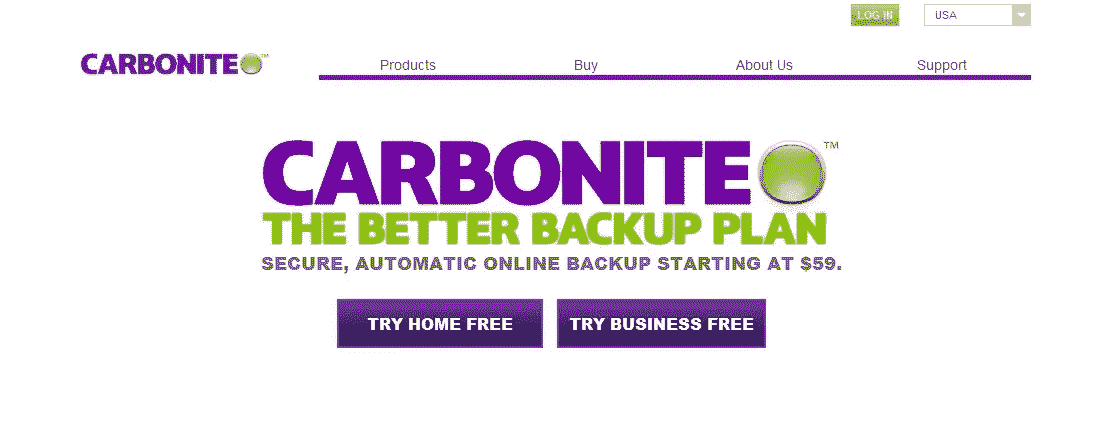 LOG IN USA
CARBONITE™
Products Buy About Us Support
CARBONITE™
THE BETTER BACKUP PLAN
SECURE, AUTOMATIC ONLINE BACKUP STARTING AT $59.
TRY HOME FREE TRY BUSINESS FREE